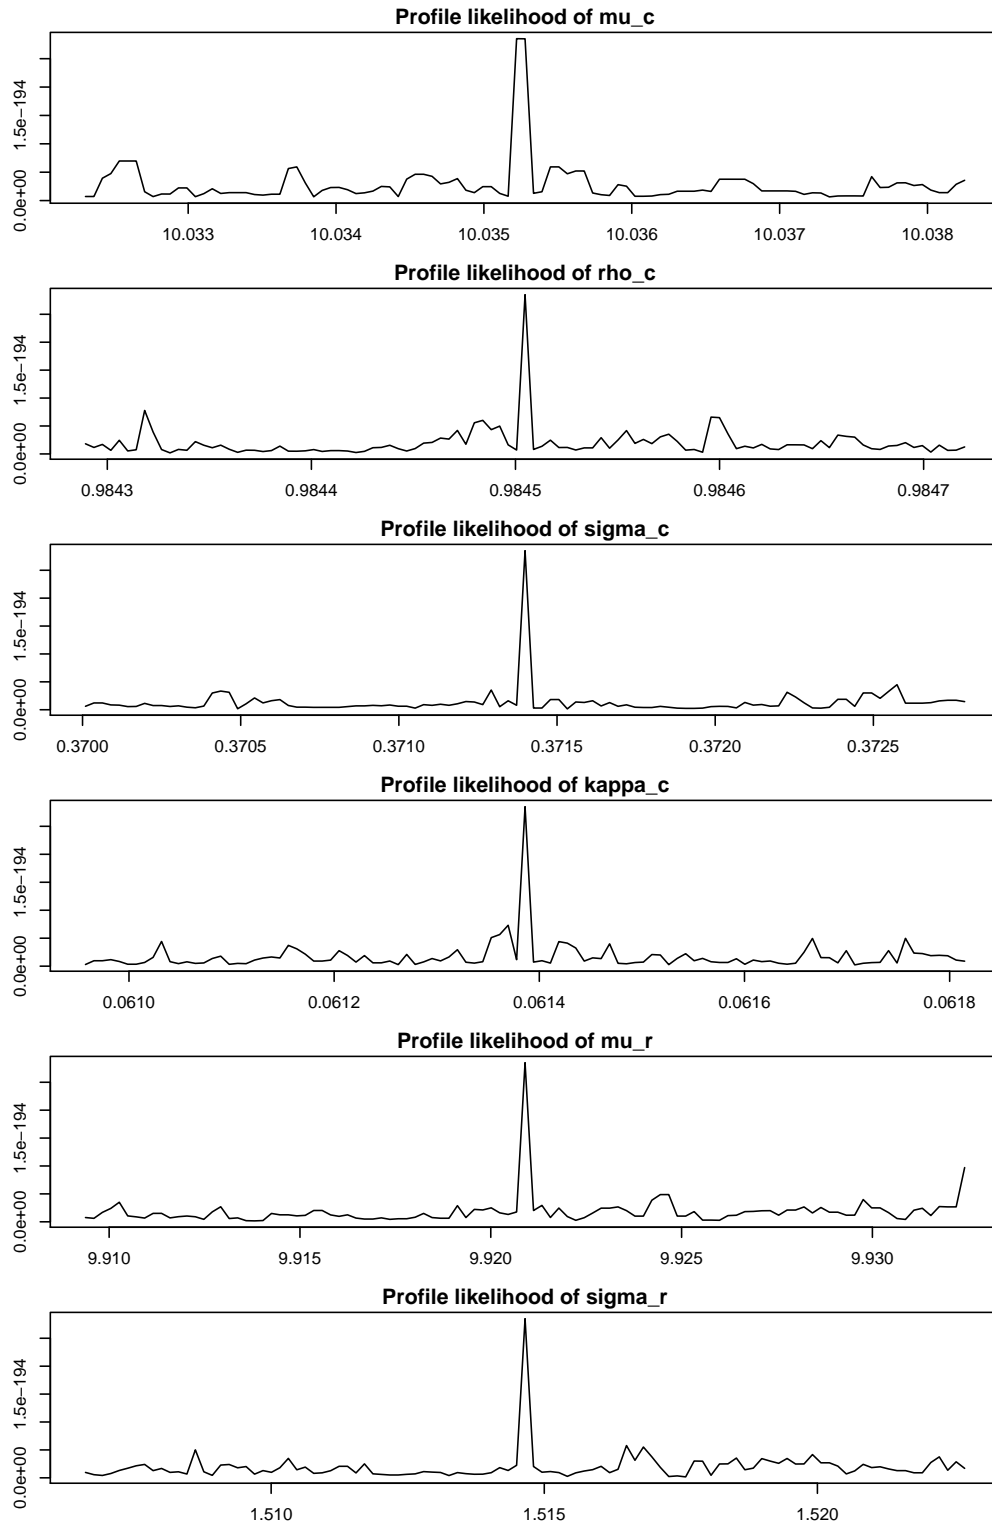 Profile likelihood of mu_c
0.0e+00 1.5e−194
10.033 10.034 10.035 10.036 10.037 10.038
Profile likelihood of rho_c
0.0e+00 1.5e−194
0.9843 0.9844 0.9845 0.9846 0.9847
Profile likelihood of sigma_c
0.0e+00 1.5e−194
0.3700 0.3705 0.3710 0.3715 0.3720 0.3725
Profile likelihood of kappa_c
0.0e+00 1.5e−194
0.0610 0.0612 0.0614 0.0616 0.0618
Profile likelihood of mu_r
0.0e+00 1.5e−194
9.910 9.915 9.920 9.925 9.930
Profile likelihood of sigma_r
0.0e+00 1.5e−194
1.510 1.515 1.520